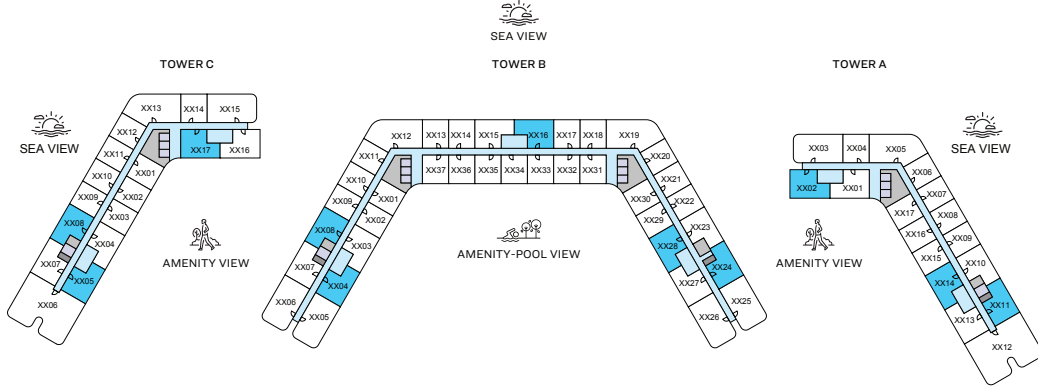 SEA VIEW
TOWER C
TOWER B
TOWER A
SEA VIEW
AMENITY VIEW
XX13
XX14
XX15
XX12
XX11
XX10
XX09
XX08
XX07
XX06
XX01
XX02
XX03
XX04
XX05
XX17
XX16
AMENITY-POOL VIEW
XX12
XX13
XX14
XX15
XX16
XX17
XX18
XX19
XX11
XX10
XX09
XX08
XX07
XX06
XX37
XX36
XX35
XX34
XX33
XX32
XX31
XX01
XX02
XX03
XX04
XX05
XX20
XX21
XX22
XX23
XX24
XX25
XX30
XX29
XX28
XX27
XX26
SEA VIEW
AMENITY VIEW
XX03
XX04
XX05
XX02
XX01
XX06
XX07
XX08
XX09
XX10
XX11
XX12
XX17
XX16
XX15
XX14
XX13